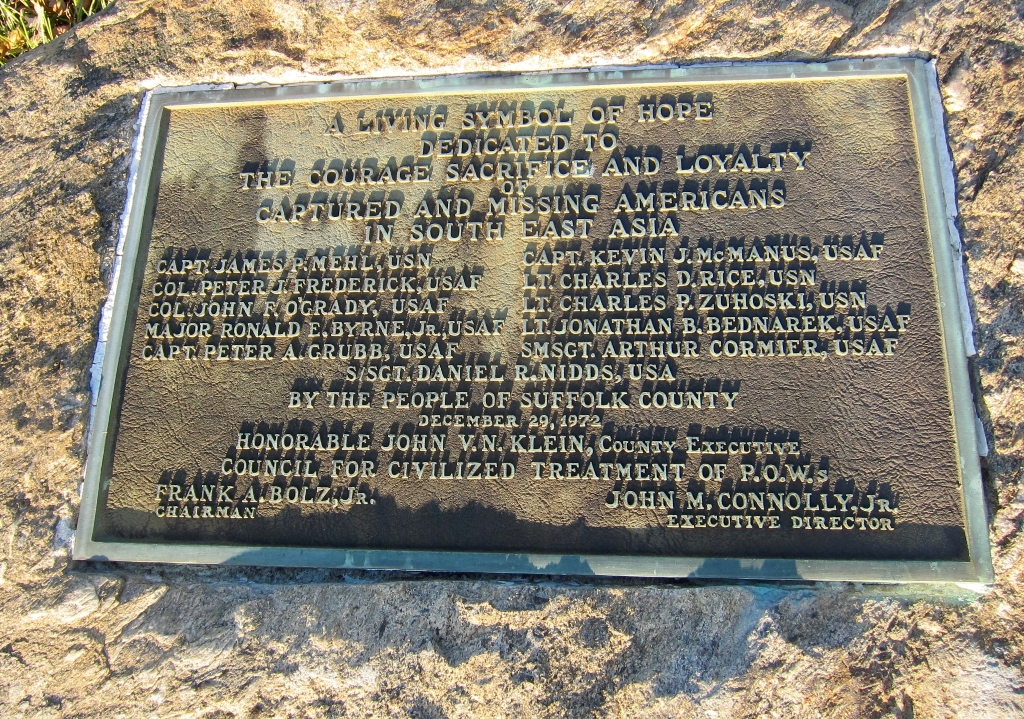 A LIVING SYMBOL OF HOPE
DEDICATED TO
THE COURAGE SACRIFICE AND LOYALTY
OF
CAPTURED AND MISSING AMERICANS
IN SOUTH EAST ASIA
CAPT. JAMES P. MEHL, USN
COL. PETER J. FREDERICK, USAF
COL. JOHN F. O'GRADY, USAF
MAJOR RONALD E. BYRNE, JR. USAF
CAPT. PETER A. GRUBB, USAF
CAPT. KEVIN J. McMANUS, USAF
LT. CHARLES D. RICE, USN
LT. CHARLES P. ZUHOSKI, USN
LT. JONATHAN B. BEDNAREK, USAF
SMSGT. ARTHUR CORMIER, USAF
S/SGT. DANIEL R. NIDDS, USA
BY THE PEOPLE OF SUFFOLK COUNTY
DECEMBER 29, 1972
HONORABLE JOHN V.N. KLEIN, COUNTY EXECUTIVE
COUNCIL FOR CIVILIZED TREATMENT OF P.O.W.s
FRANK A. BOLZ, JR.
CHAIRMAN
JOHN M. CONNOLLY, JR.
EXECUTIVE DIRECTOR